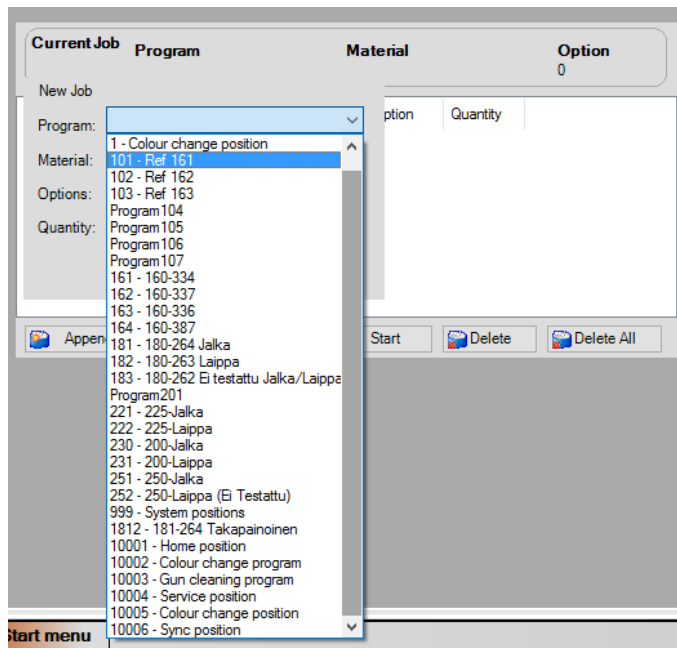 Current Job
Program
Material
Option
0
New Job
Program:
ption
Quantity
Material:
Options:
Quantity:
1 - Colour change position
101 - Ref 161
102 - Ref 162
103 - Ref 163
Program104
Program105
Program106
Program107
161 - 160-334
162 - 160-337
163 - 160-336
164 - 160-387
181 - 180-264 Jalka
182 - 180-263 Laippa
183 - 180-262 Ei testattu Jalka/Laippa
Program201
221 - 225-Jalka
222 - 225-Laippa
230 - 200-Jalka
231 - 200-Laippa
251 - 250-Jalka
252 - 250-Laippa (Ei Testattu)
999 - System positions
1812 - 181-264 Takapainoinen
10001 - Home position
10002 - Colour change program
10003 - Gun cleaning program
10004 - Service position
10005 - Colour change position
10006 - Sync position
Appen
Start
Delete
Delete All
Start menu